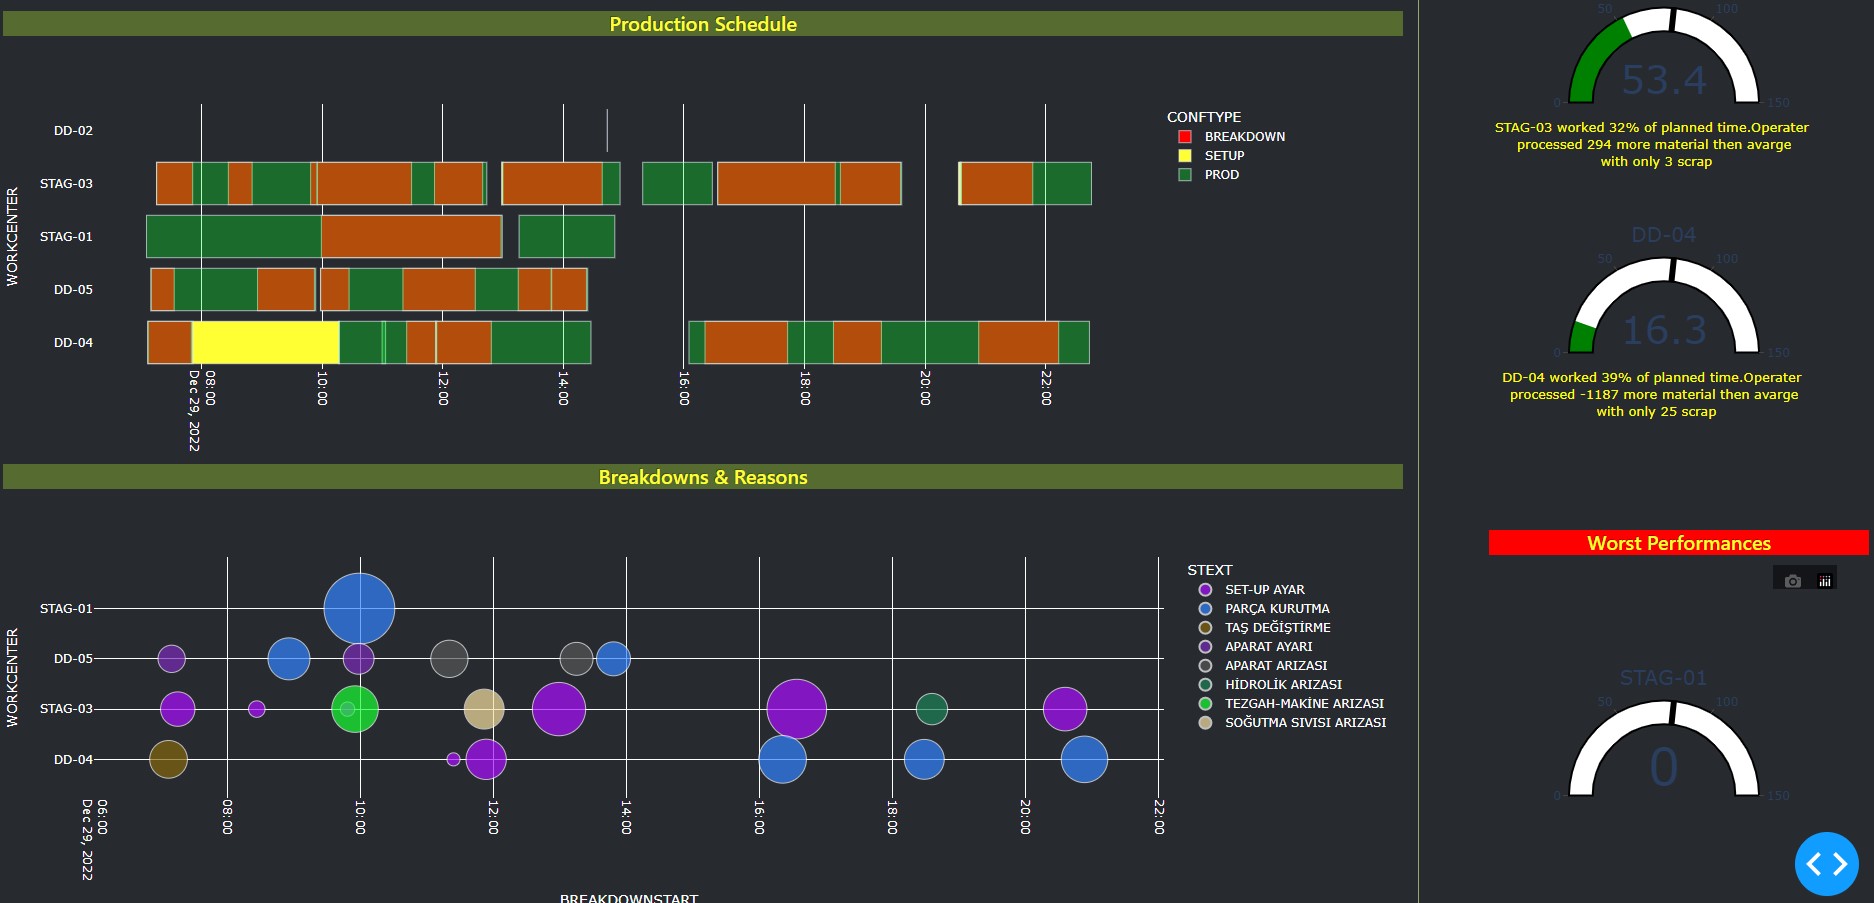 Production Schedule
WORKCENTER
DD-02
STAG-03
STAG-01
DD-05
DD-04
08:00
Dec 29, 2022
10:00
12:00
14:00
16:00
18:00
20:00
22:00
CONFTYPE
BREAKDOWN
SETUP
PROD
Breakdowns & Reasons
WORKCENTER
STAG-01
DD-05
STAG-03
DD-04
06:00
Dec 29, 2022
08:00
10:00
12:00
14:00
16:00
18:00
20:00
22:00
BREAKDOWNSTART
STEXT
SET-UP AYAR
PARÇA KURUTMA
TAŞ DEĞİŞTİRME
APARAT AYARI
APARAT ARIZASI
HİDROLİK ARIZASI
TEZGAH-MAKİNE ARIZASI
SOĞUTMA SIVISI ARIZASI
50
100
53.4
0
150
STAG-03 worked 32% of planned time.Operater
processed 294 more material then avarge
with only 3 scrap
DD-04
50
100
16.3
0
150
DD-04 worked 39% of planned time.Operater
processed -1187 more material then avarge
with only 25 scrap
Worst Performances
STAG-01
50
100
0
0
150